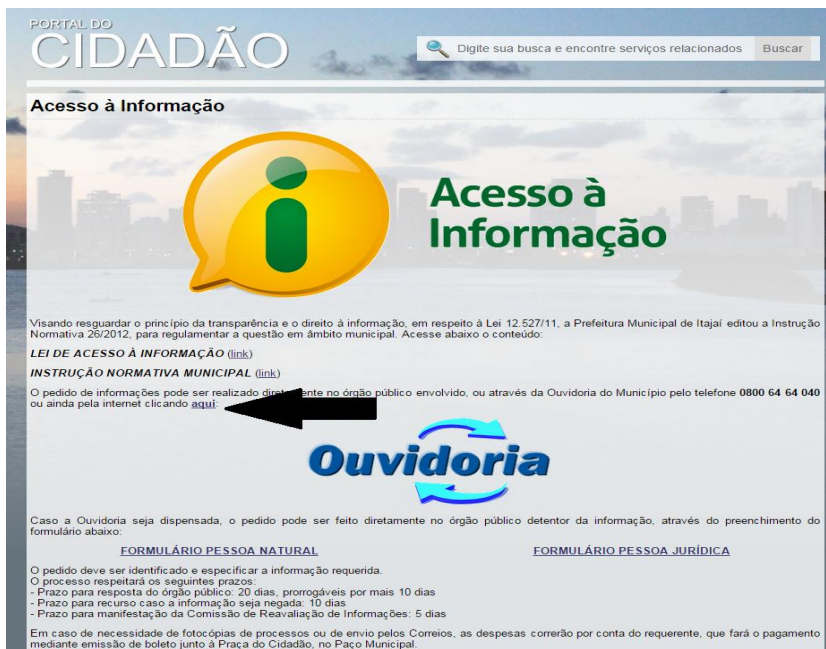 PORTAL DO
CIDADÃO
Digite sua busca e encontre serviços relacionados Buscar
Acesso à Informação
Acesso à
Informação
Visando resguardar o princípio da transparência e o direito à informação, em respeito à Lei 12.527/11, a Prefeitura Municipal de Itajaí editou a Instrução
Normativa 26/2012, para regulamentar a questão em âmbito municipal. Acesse abaixo o conteúdo:
LEI DE ACESSO À INFORMAÇÃO (link)
INSTRUÇÃO NORMATIVA MUNICIPAL (link)
O pedido de informações pode ser realizado diretamente no órgão público envolvido, ou através da Ouvidoria do Município pelo telefone 0800 64 64 040
ou ainda pela internet clicando aqui:
Ouvidoria
Caso a Ouvidoria seja dispensada, o pedido pode ser feito diretamente no órgão público detentor da informação, através do preenchimento do
formulário abaixo:
FORMULÁRIO PESSOA NATURAL FORMULÁRIO PESSOA JURÍDICA
O pedido deve ser identificado e especificar a informação requerida.
O processo respeitará os seguintes prazos:
- Prazo para resposta do órgão público: 20 dias, prorrogáveis por mais 10 dias
- Prazo para recurso caso a informação seja negada: 10 dias
- Prazo para manifestação da Comissão de Reavaliação de Informações: 5 dias
Em caso de necessidade de fotocópias de processos ou de envio pelos Correios, as despesas correrão por conta do requerente, que fará o pagamento
mediante emissão de boleto junto à Praça do Cidadão, no Paço Municipal.